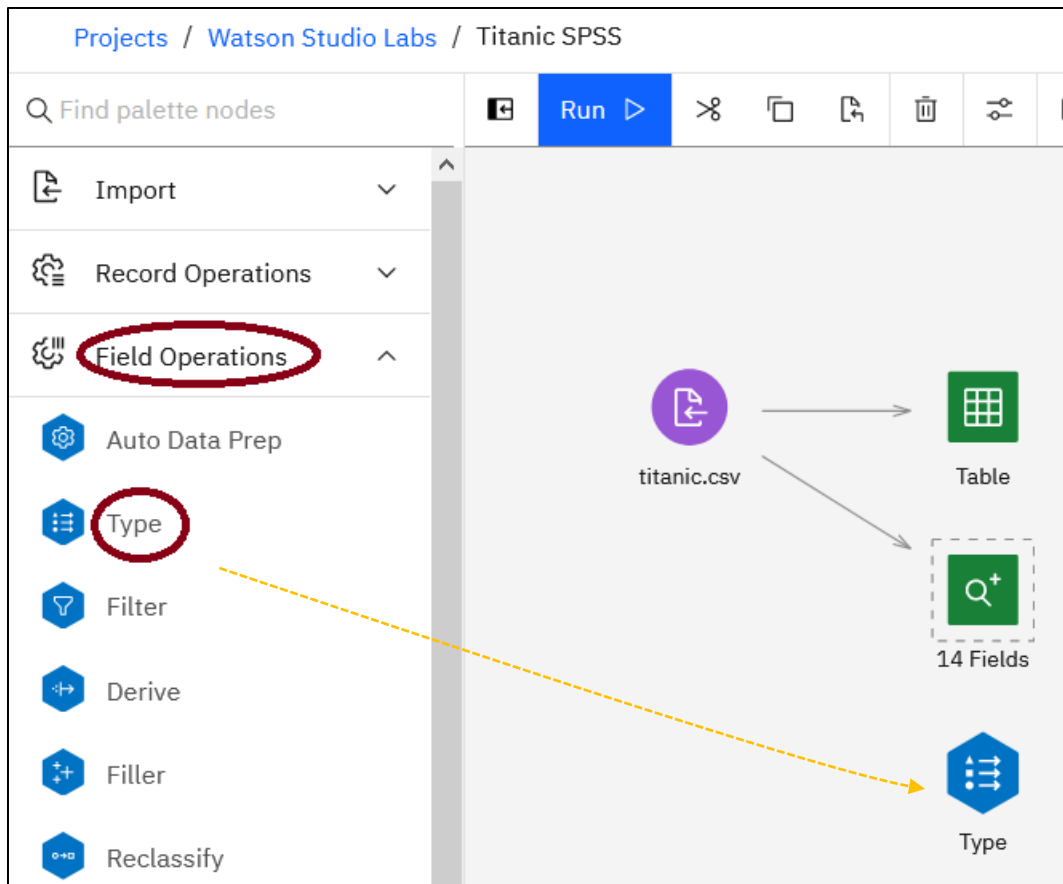 Projects / Watson Studio Labs / Titanic SPSS
Find palette nodes
Run
Import
Record Operations
Field Operations
Auto Data Prep
Type
Filter
Derive
Filler
Reclassify
titanic.csv
Table
14 Fields
Type